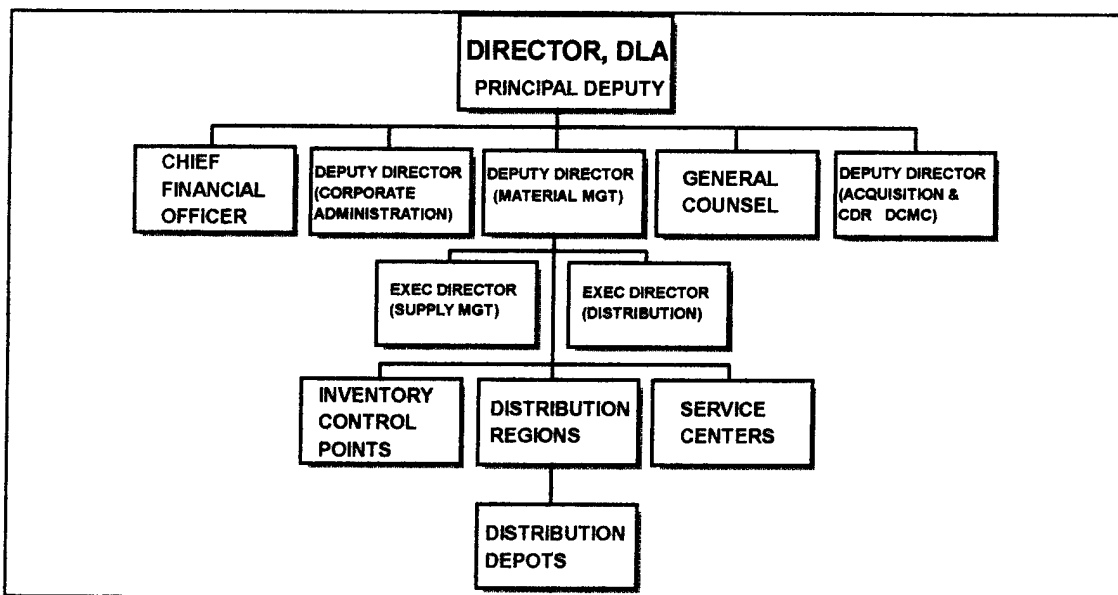 DIRECTOR, DLA
PRINCIPAL DEPUTY
CHIEF
FINANCIAL
OFFICER
DEPUTY DIRECTOR
(CORPORATE
ADMINISTRATION)
DEPUTY DIRECTOR
(MATERIAL MGT)
GENERAL
COUNSEL
DEPUTY DIRECTOR
(ACQUISITION &
CDR DCMC)
EXEC DIRECTOR
(SUPPLY MGT)
EXEC DIRECTOR
(DISTRIBUTION)
INVENTORY
CONTROL
POINTS
DISTRIBUTION
REGIONS
SERVICE
CENTERS
DISTRIBUTION
DEPOTS